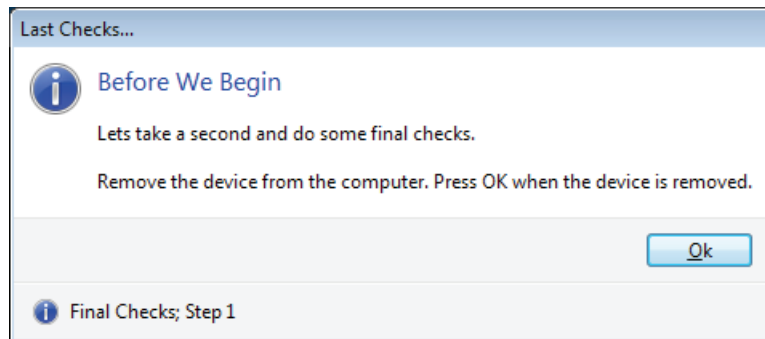 Last Checks...
Before We Begin
Lets take a second and do some final checks.
Remove the device from the computer. Press OK when the device is removed.
Ok
Final Checks; Step 1